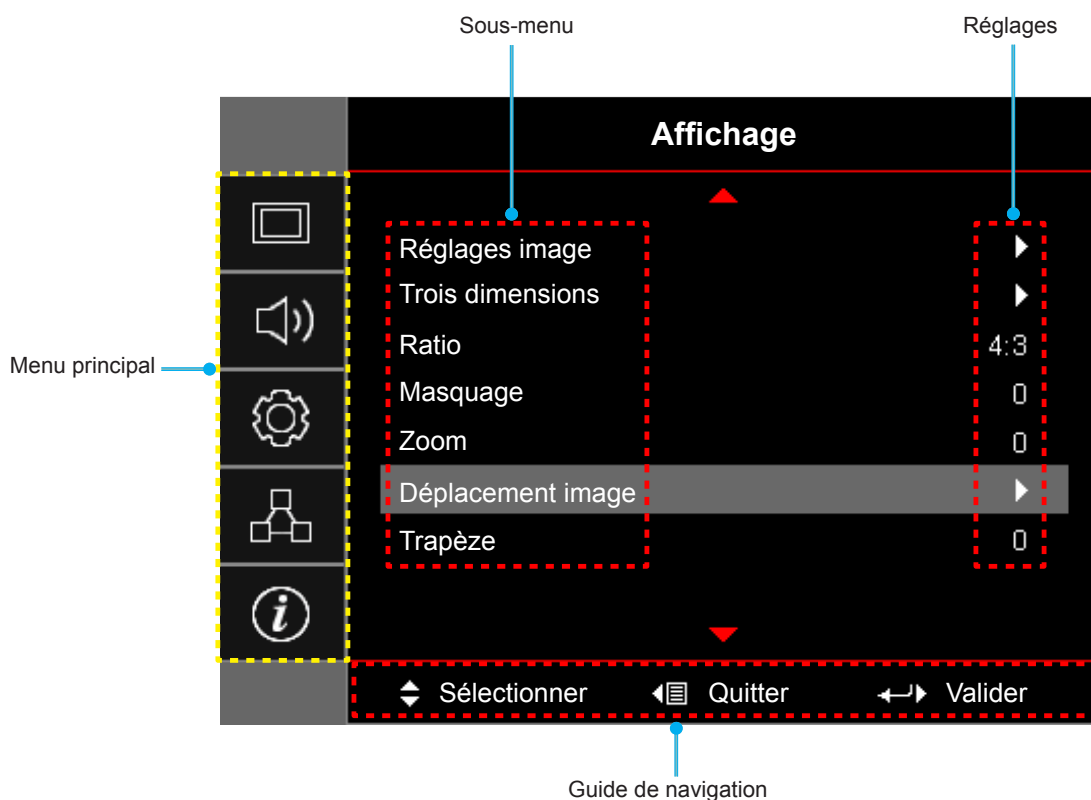 Sous-menu
Réglages
Affichage
Menu principal
Réglages image
Trois dimensions
Ratio 4:3
Masquage 0
Zoom 0
Déplacement image
Trapèze 0
i
Sélectionner Quitter Valider
Guide de navigation